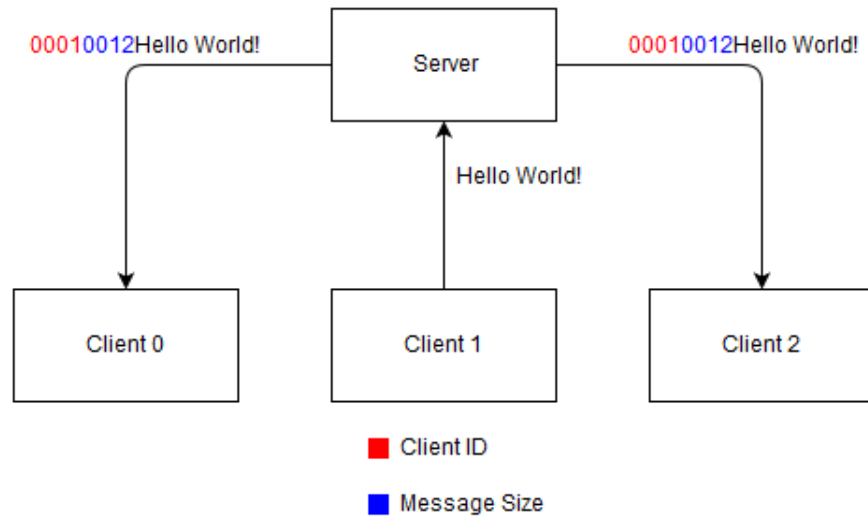 00010012Hello World!
Server
00010012Hello World!
Hello World!
Client 0
Client 1
Client 2
Client ID
Message Size